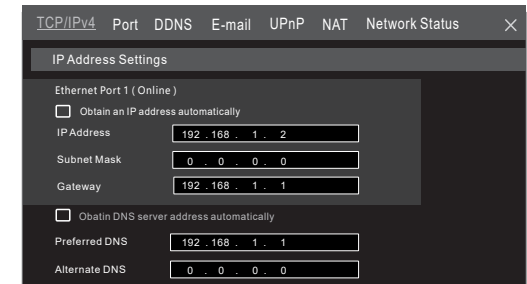 TCP/IPv4 Port DDNS E-mail UPnP NAT Network Status ×
IP Address Settings
Ethernet Port 1 ( Online )
Obtain an IP address automatically
IP Address 192 . 168 . 1 . 2
Subnet Mask 0 . 0 . 0 . 0
Gateway 192 . 168 . 1 . 1
Obatin DNS server address automatically
Preferred DNS 192 . 168 . 1 . 1
Alternate DNS 0 . 0 . 0 . 0